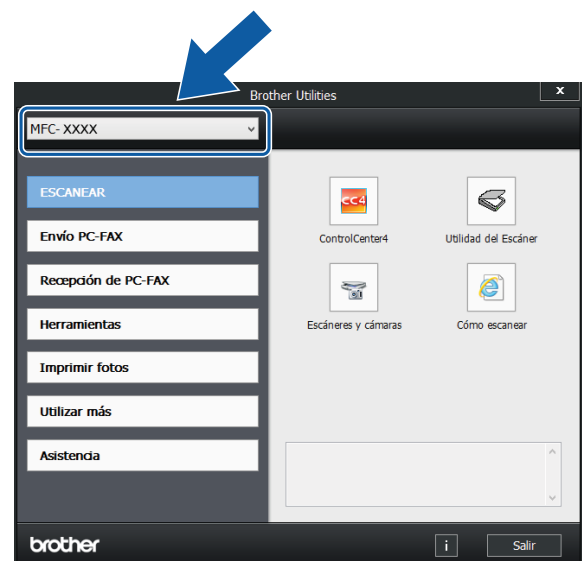 Brother Utilities
x
MFC- XXXX
ESCANEAR
Envío PC-FAX
Recepción de PC-FAX
Herramientas
Imprimir fotos
Utilizar más
Asistencia
CC4
ControlCenter4
Utilidad del Escáner
Escáneres y cámaras
Cómo escanear
brother
i
Salir